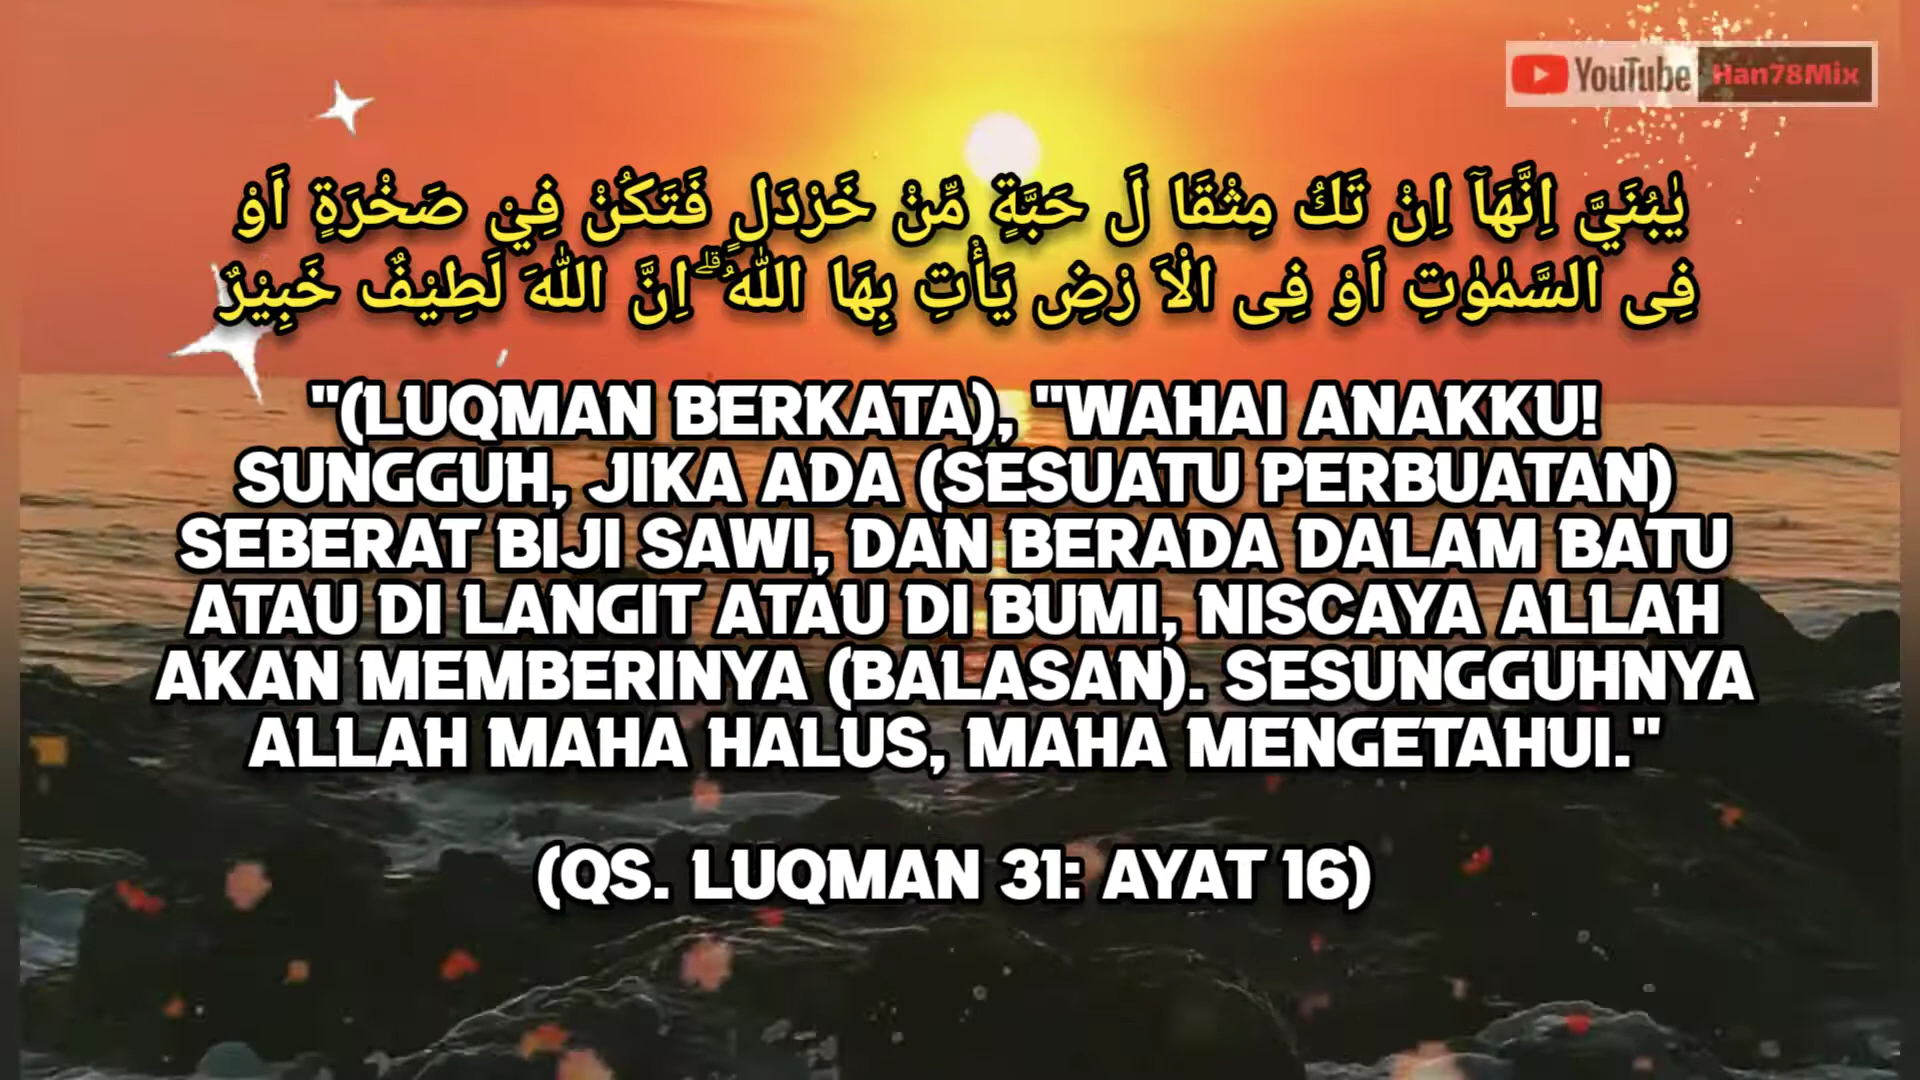 YouTube Han78Mix
يٰبُنَيَّ اِنَّهَاۤ اِنْ تَكُ مِثْقَا لَ حَبَّةٍ مِّنْ خَرْدَلٍ فَتَكُنْ فِيْ صَخْرَةٍ اَوْ
فِى السَّمٰوٰتِ اَوْ فِى الْاَ رْضِ يَأْتِ بِهَا اللّٰهُ ۗ اِنَّ اللّٰهَ لَطِيْفٌ خَبِيْرٌ
"(LUQMAN BERKATA), "WAHAI ANAKKU!
SUNGGUH, JIKA ADA (SESUATU PERBUATAN)
SEBERAT BIJI SAWI, DAN BERADA DALAM BATU
ATAU DI LANGIT ATAU DI BUMI, NISCAYA ALLAH
AKAN MEMBERINYA (BALASAN). SESUNGGUHNYA
ALLAH MAHA HALUS, MAHA MENGETAHUI."
(QS. LUQMAN 31: AYAT 16)